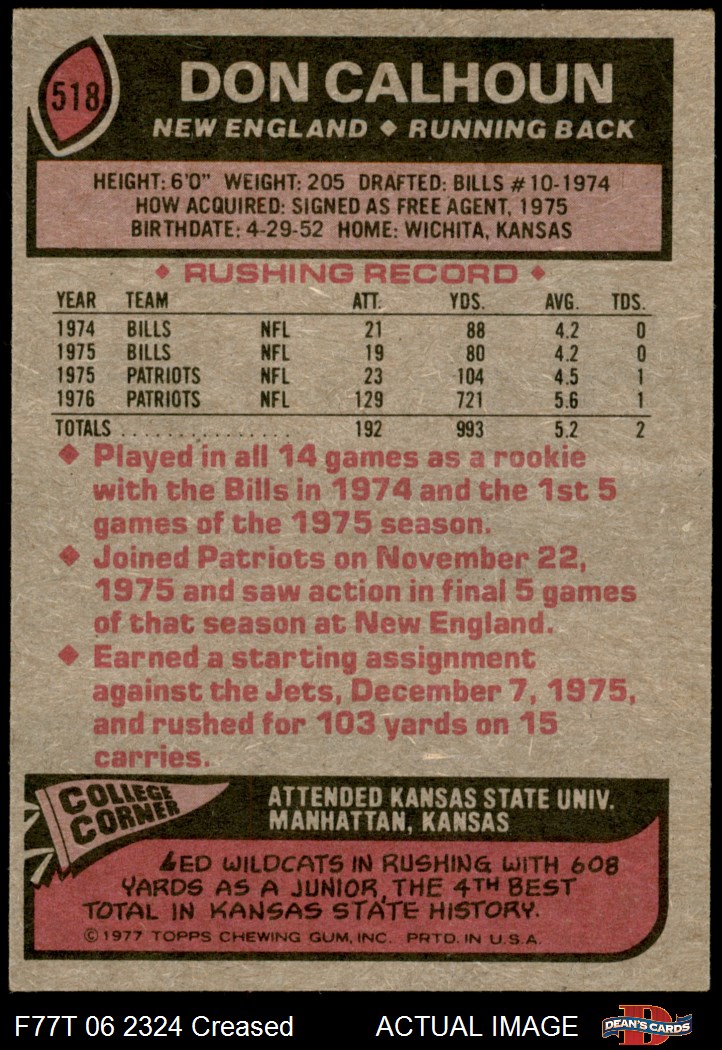 518
DON CALHOUN
NEW ENGLAND ◆ RUNNING BACK
HEIGHT: 6'0" WEIGHT: 205 DRAFTED: BILLS #10-1974
HOW ACQUIRED: SIGNED AS FREE AGENT, 1975
BIRTHDATE: 4-29-52 HOME: WICHITA, KANSAS
◆ RUSHING RECORD ◆
YEAR TEAM ATT. YDS. AVG. TDS.
1974 BILLS NFL 21 88 4.2 0
1975 BILLS NFL 19 80 4.2 0
1975 PATRIOTS NFL 23 104 4.5 1
1976 PATRIOTS NFL 129 721 5.6 1
TOTALS ................ 192 993 5.2 2
◆ Played in all 14 games as a rookie
with the Bills in 1974 and the 1st 5
games of the 1975 season.
◆ Joined Patriots on November 22,
1975 and saw action in final 5 games
of that season at New England.
◆ Earned a starting assignment
against the Jets, December 7, 1975,
and rushed for 103 yards on 15
carries.
COLLEGE
CORNER
ATTENDED KANSAS STATE UNIV.
MANHATTAN, KANSAS
LED WILDCATS IN RUSHING WITH 608
YARDS AS A JUNIOR, THE 4TH BEST
TOTAL IN KANSAS STATE HISTORY.
© 1977 TOPPS CHEWING GUM, INC. PRTD. IN U.S.A.
F77T 06 2324 Creased ACTUAL IMAGE
D
DEAN'S CARDS